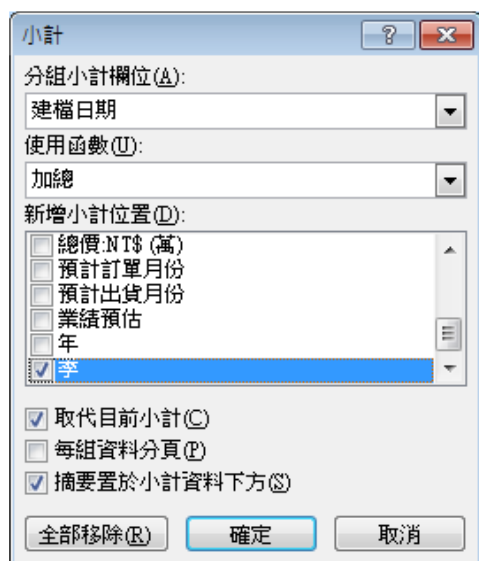 小計
分組小計欄位(A):
建檔日期
使用函數(U):
加總
新增小計位置(D):
總價:NT$ (萬)
預計訂單月份
預計出貨月份
業績預估
年
季
取代目前小計(C)
每組資料分頁(P)
摘要置於小計資料下方(S)
全部移除(R) 確定 取消